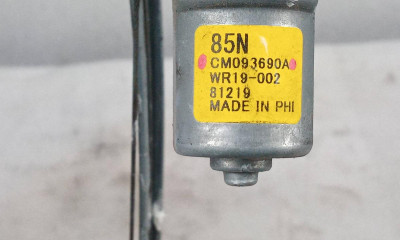 85N
CM093690A
WR19-002
81219
MADE IN PHI